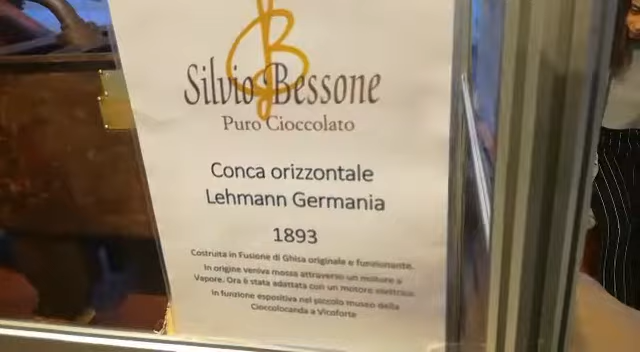 Silvio Bessone
Puro Cioccolato
Conca orizzontale
Lehmann Germania
1893
Costruita in Fusione di Ghisa originale e funzionante.
In origine veniva mossa attraverso un motore a
Vapore. Ora è stata adattata con un motore elettrico.
In funzione espositiva nel piccolo museo della
Cioccolocanda a Vicoforte